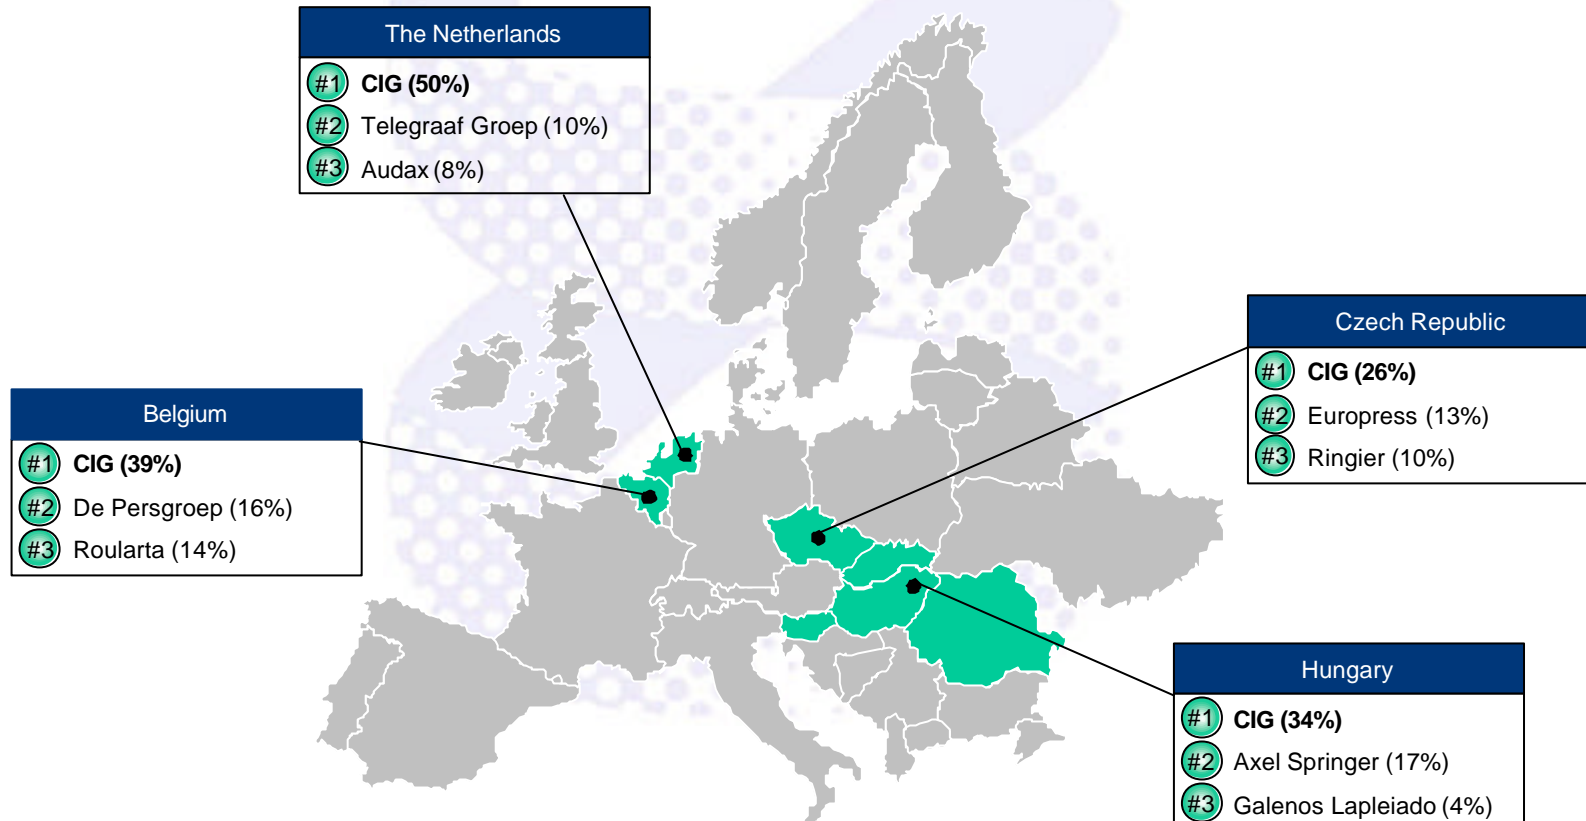 The Netherlands
#1 CIG (50%)
#2 Telegraaf Groep (10%)
#3 Audax (8%)
Czech Republic
#1 CIG (26%)
#2 Europress (13%)
#3 Ringier (10%)
Belgium
#1 CIG (39%)
#2 De Persgroep (16%)
#3 Roularta (14%)
Hungary
#1 CIG (34%)
#2 Axel Springer (17%)
#3 Galenos Lapleiado (4%)